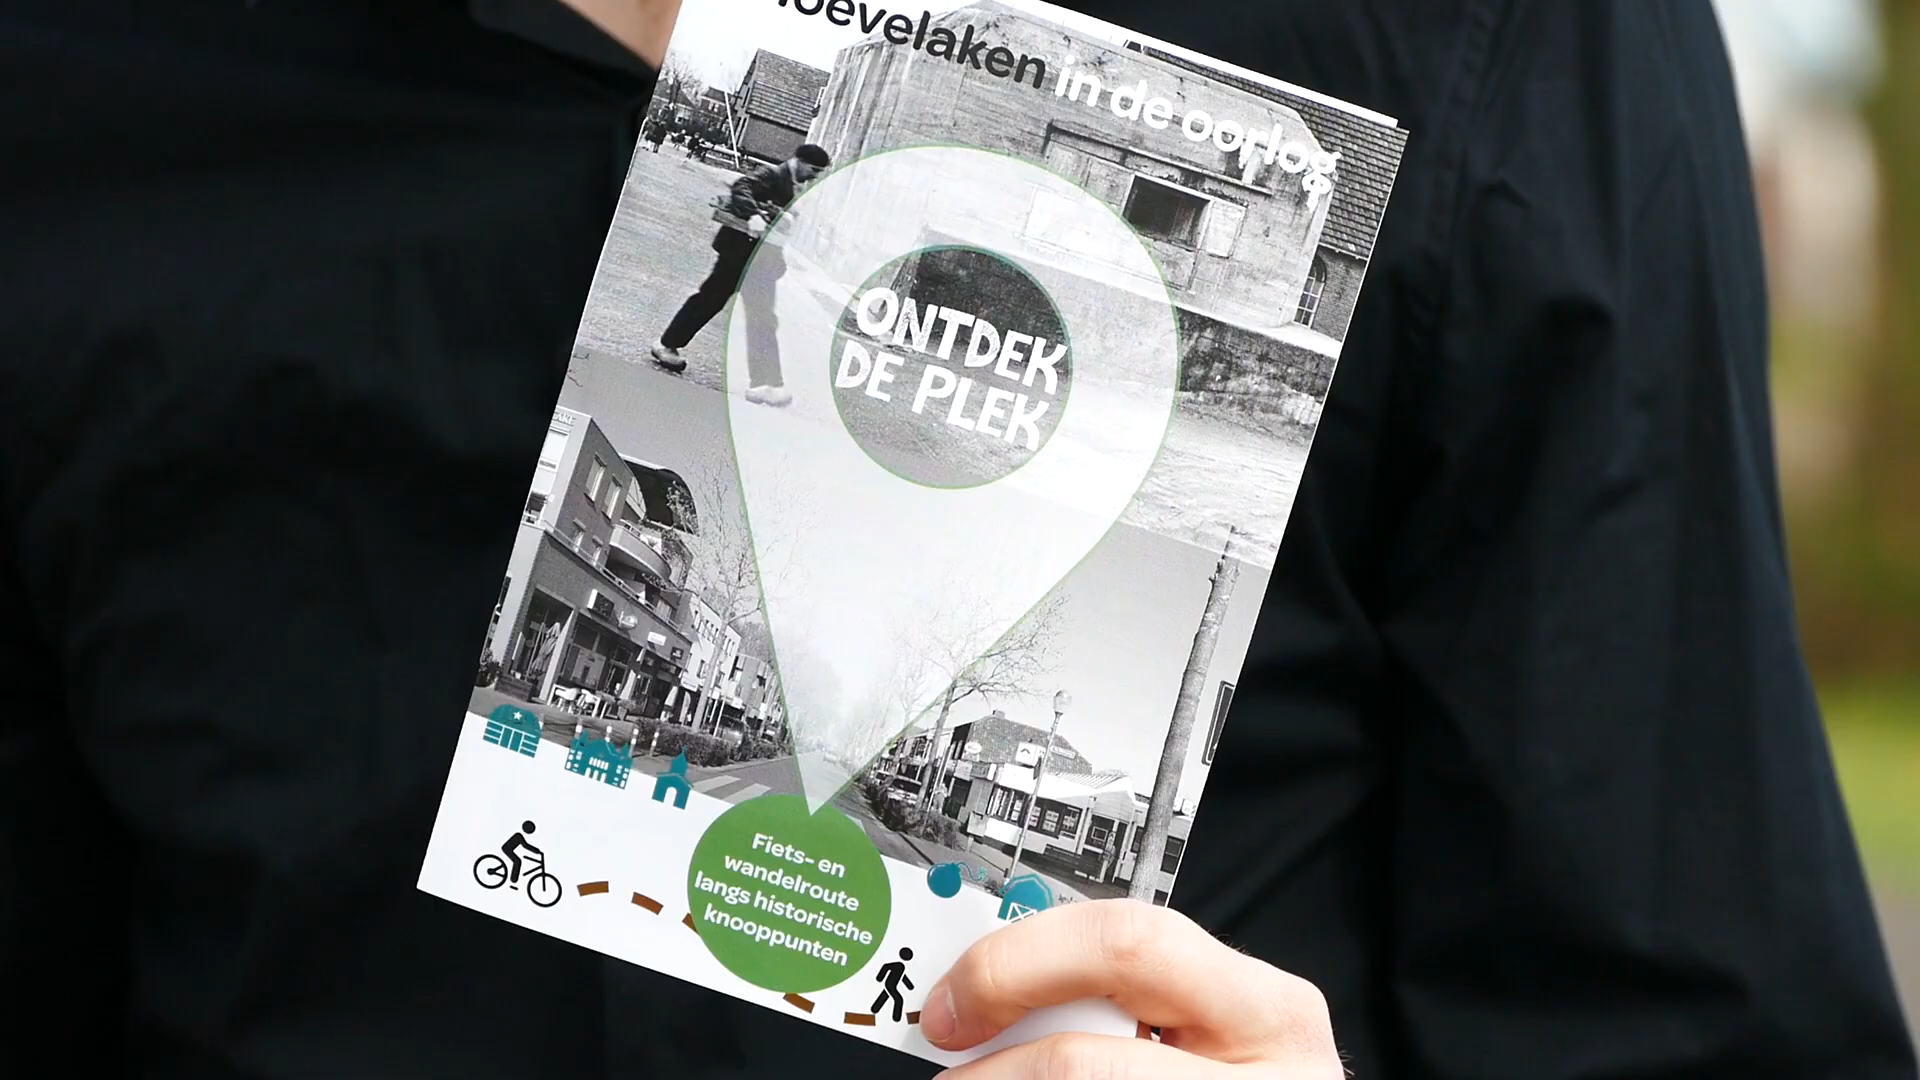 oevelaken in de oorlog
ONTDEK
DE PLEK
Fiets- en
wandelroute
langs historische
knooppunten